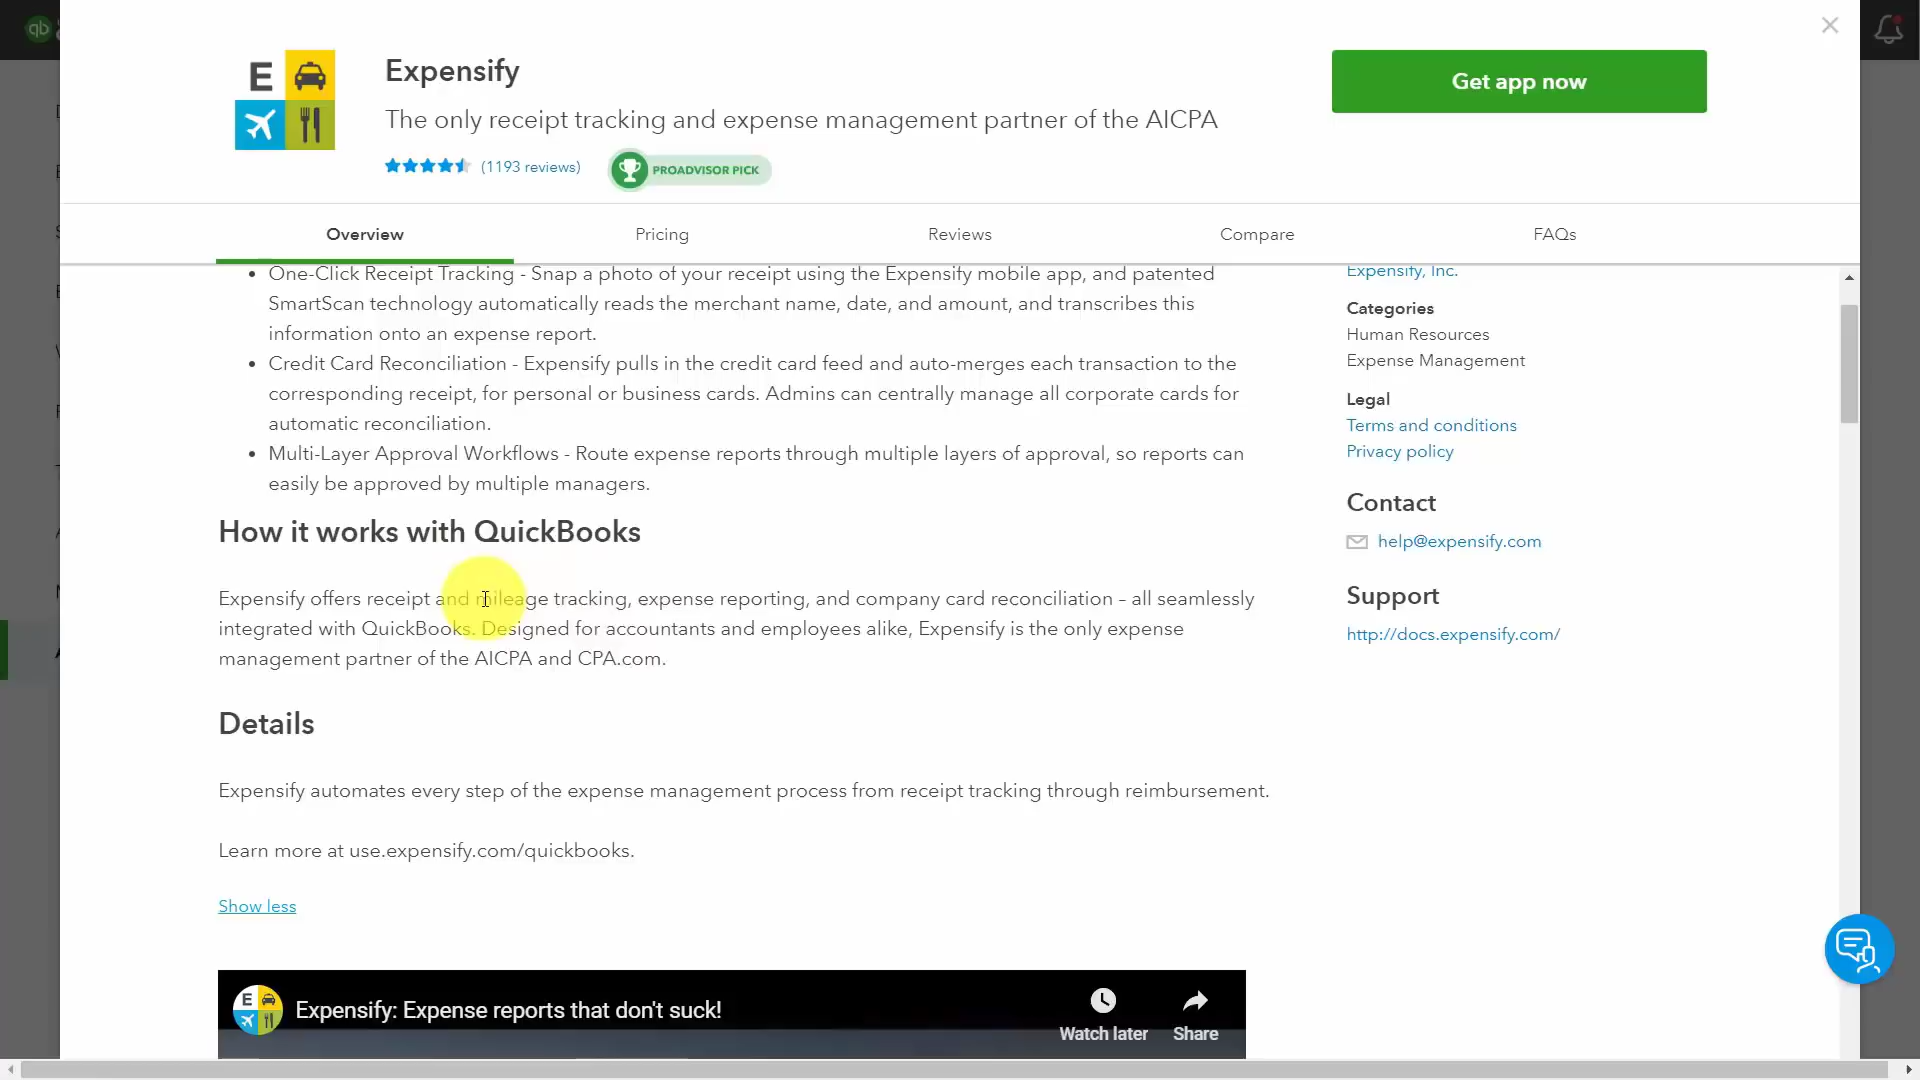 qb
Expensify
Get app now
E
The only receipt tracking and expense management partner of the AICPA
(1193 reviews)
PROADVISOR PICK
Overview
Pricing
Reviews
Compare
FAQs
• One-Click Receipt Tracking - Snap a photo of your receipt using the Expensify mobile app, and patented
SmartScan technology automatically reads the merchant name, date, and amount, and transcribes this
information onto an expense report.
• Credit Card Reconciliation - Expensify pulls in the credit card feed and auto-merges each transaction to the
corresponding receipt, for personal or business cards. Admins can centrally manage all corporate cards for
automatic reconciliation.
• Multi-Layer Approval Workflows - Route expense reports through multiple layers of approval, so reports can
easily be approved by multiple managers.
How it works with QuickBooks
Expensify offers receipt and mileage tracking, expense reporting, and company card reconciliation – all seamlessly
integrated with QuickBooks. Designed for accountants and employees alike, Expensify is the only expense
management partner of the AICPA and CPA.com.
Details
Expensify automates every step of the expense management process from receipt tracking through reimbursement.
Learn more at use.expensify.com/quickbooks.
Show less
Expensify, Inc.
Categories
Human Resources
Expense Management
Legal
Terms and conditions
Privacy policy
Contact
help@expensify.com
Support
http://docs.expensify.com/
E
Expensify: Expense reports that don't suck!
Watch later
Share